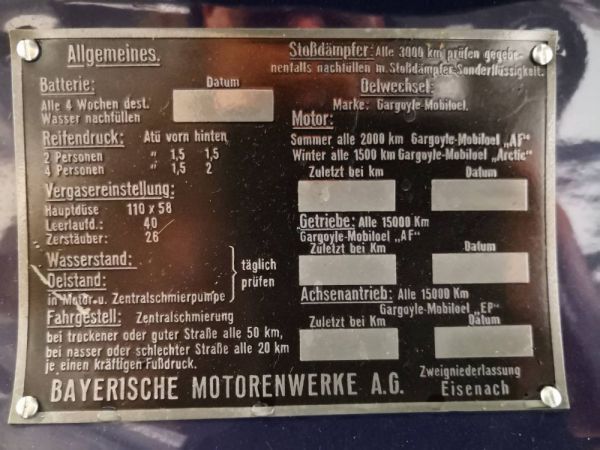 Allgemeines.
Batterie: Datum
Alle 4 Wochen dest.
Wasser nachfüllen
Reifendruck: Atü vorn hinten
2 Personen " 1,5 1,5
4 Personen " 1,5 2
Vergasereinstellung:
Hauptdüse 110 x 58
Leerlaufd.: 40
Zerstäuber: 26
Wasserstand:
Oelstand:
in Motor u. Zentralschmierpumpe
} täglich
prüfen
Fahrgestell: Zentralschmierung
bei trockener oder guter Straße alle 50 km,
bei nasser oder schlechter Straße alle 20 km
je einen kräftigen Fußdruck.
Stoßdämpfer: Alle 3000 km prüfen gegebe-
nenfalls nachfüllen m. Stoßdämpfer-Sonderflüssigkeit.
Oelwechsel:
Marke: Gargoyle-Mobiloel.
Motor:
Sommer alle 2000 km Gargoyle-Mobiloel „AF"
Winter alle 1500 km Gargoyle-Mobiloel „Arctic"
Zuletzt bei km Datum
Getriebe: Alle 15000 Km
Gargoyle-Mobiloel „AF"
Zuletzt bei Km Datum
Achsenantrieb: Alle 15000 Km
Gargoyle-Mobiloel „EP"
Zuletzt bei Km Datum
BAYERISCHE MOTORENWERKE A.G. Zweigniederlassung
Eisenach